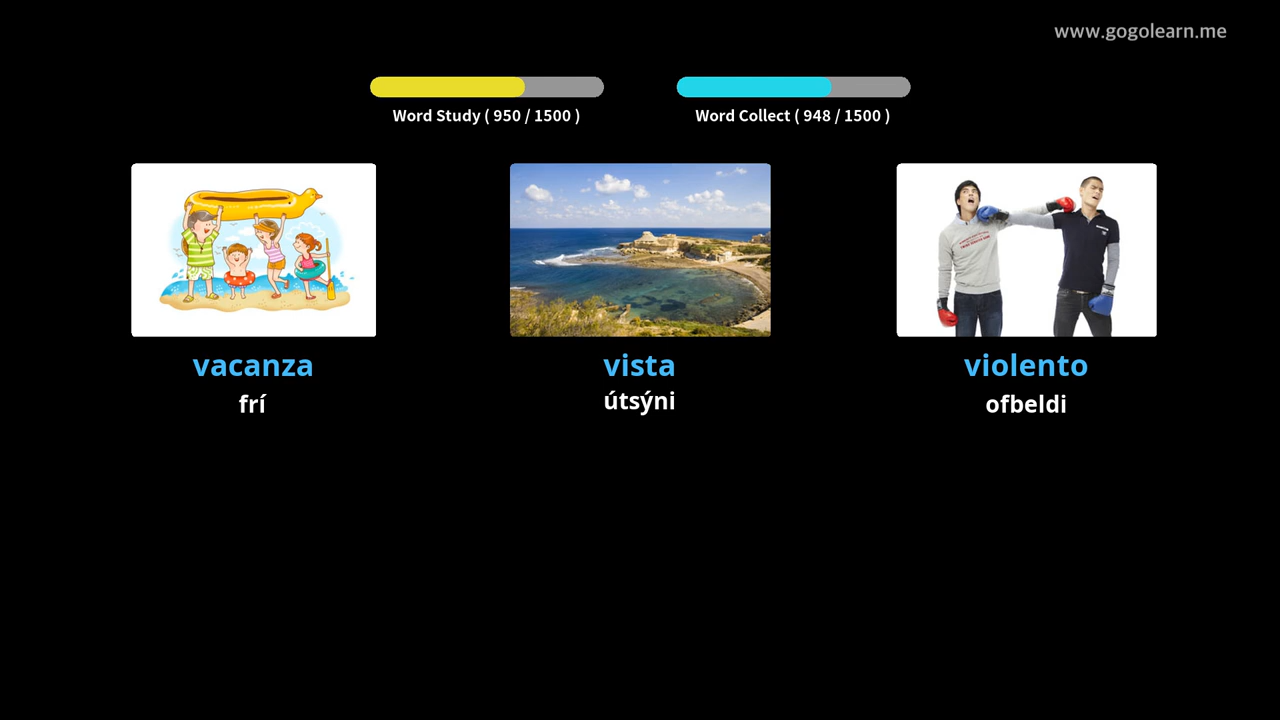 www.gogolearn.me
Word Study ( 950 / 1500 )
Word Collect ( 948 / 1500 )
vacanza
frí
vista
útsýni
violento
ofbeldi